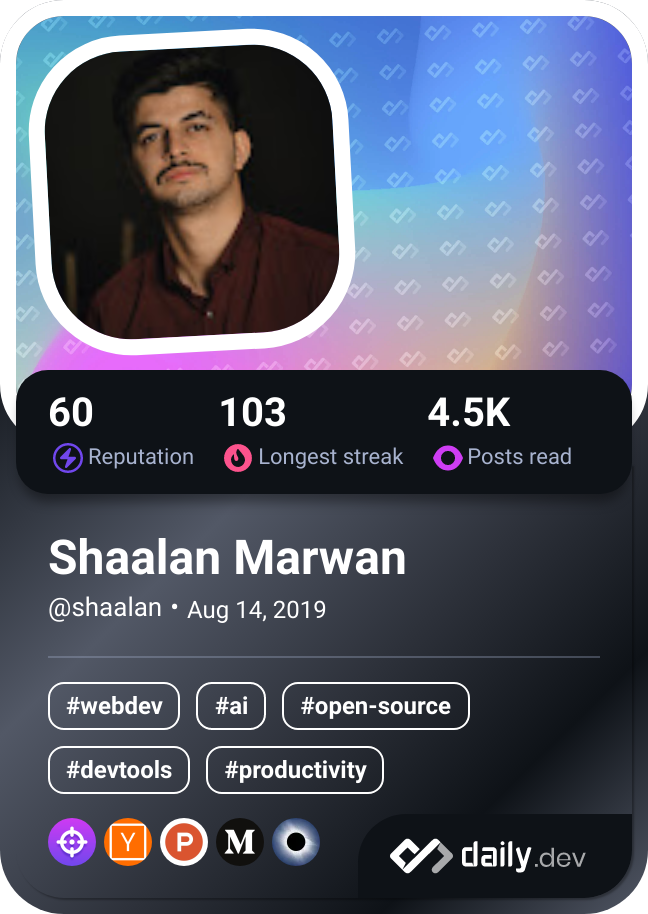 60 103 4.5K
Reputation Longest streak Posts read
Shaalan Marwan
@shaalan • Aug 14, 2019
#webdev #ai #open-source
#devtools #productivity
Y P M
daily.dev